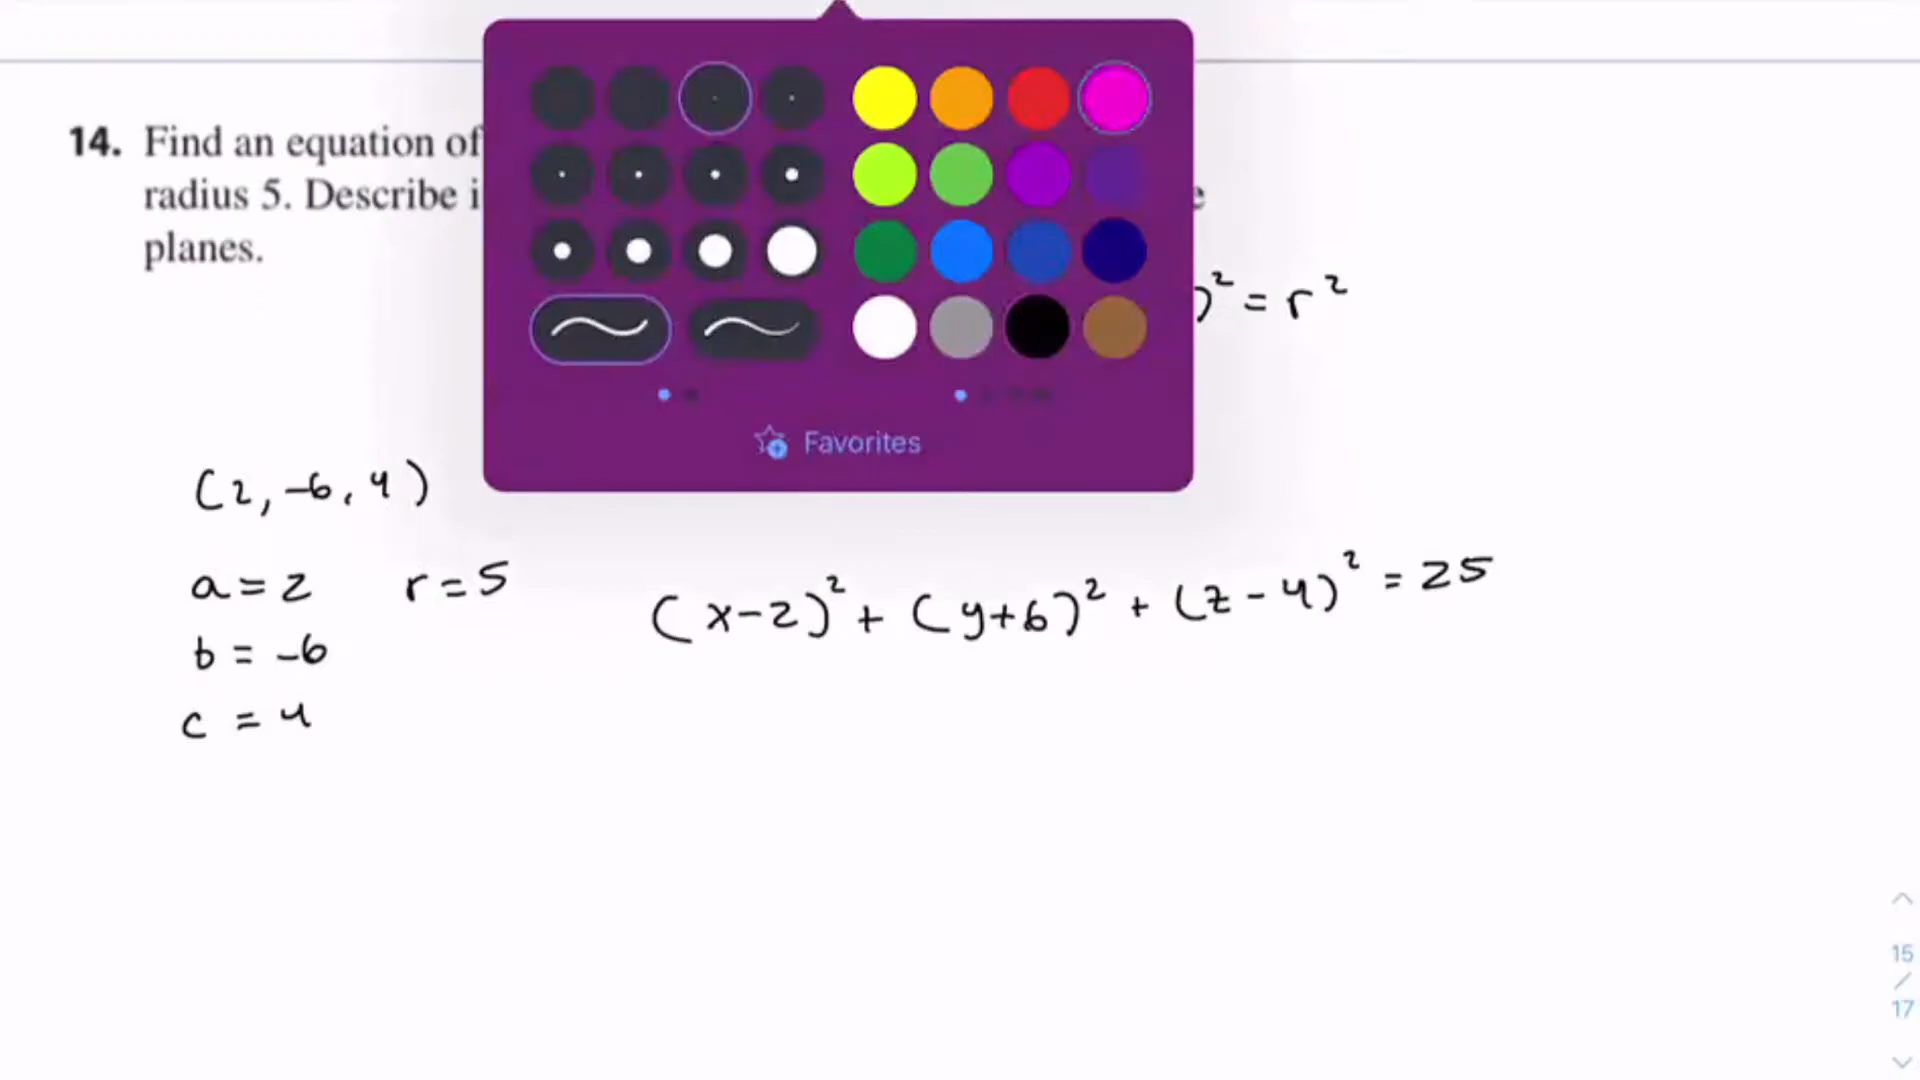 14. Find an equation of
radius 5. Describe i
e
planes.
)² = r²
Favorites
(2, -6, 4)
a = 2 r = 5
(x-2)² + (y+6)² + (z-4)² = 25
b = -6
c = 4
15
/
17